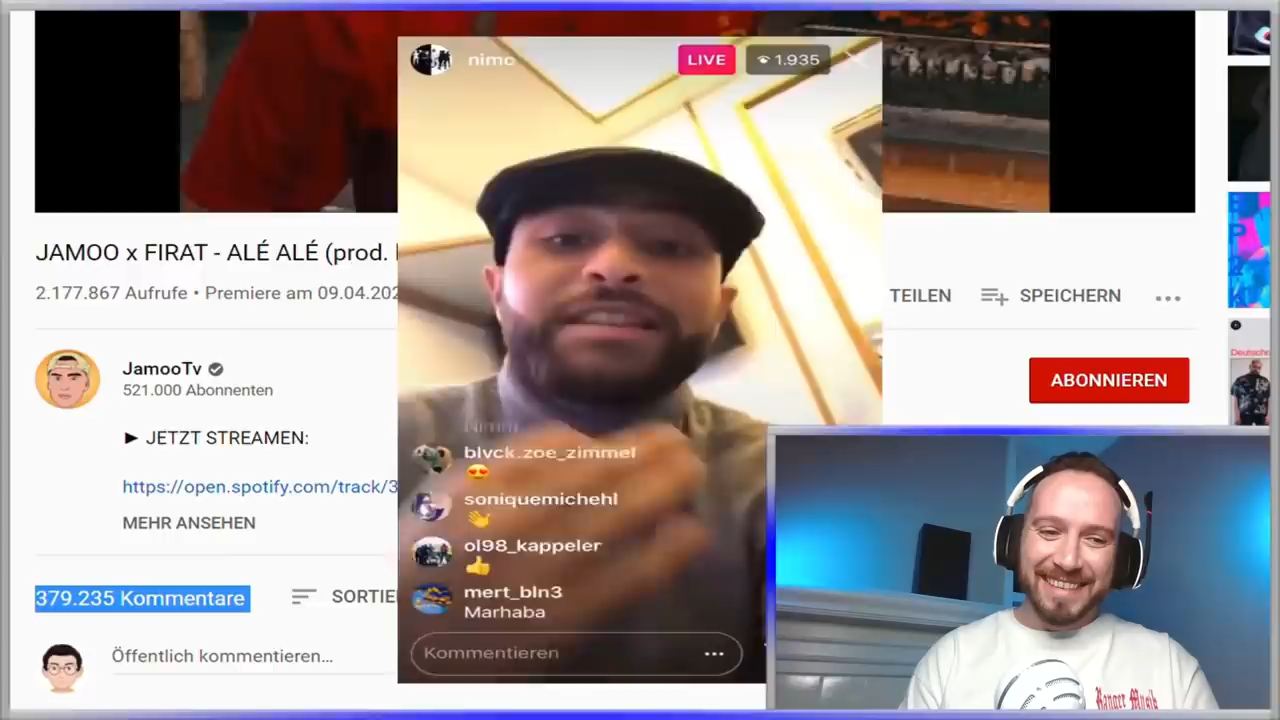 nimo
LIVE
1.935
JAMOO x FIRAT - ALÉ ALÉ (prod.
2.177.867 Aufrufe • Premiere am 09.04.202
TEILEN
SPEICHERN
JamooTv
521.000 Abonnenten
ABONNIEREN
► JETZT STREAMEN:
https://open.spotify.com/track/3
MEHR ANSEHEN
blvck.zoe_zimmel
😍
soniquemichehl
👋
ol98_kappeler
👍
mert_bln3
Marhaba
379.235 Kommentare
SORTIE
Kommentieren
Öffentlich kommentieren...
Banger Musik